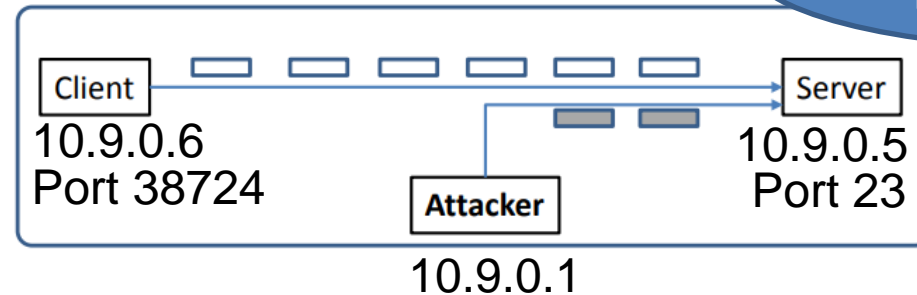 Client
Server
10.9.0.6
Port 38724
10.9.0.5
Port 23
Attacker
10.9.0.1